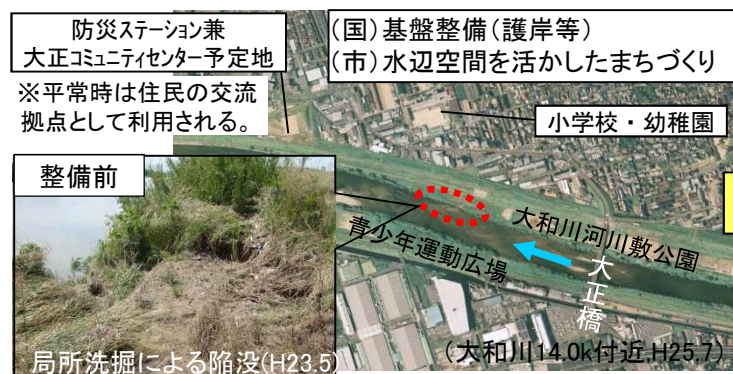 防災ステーション兼
大正コミュニティセンター予定地
※平常時は住民の交流
拠点として利用される。
(国)基盤整備(護岸等)
(市)水辺空間を活かしたまちづくり
小学校・幼稚園
整備前
大和川河川敷公園
青少年運動広場
大正橋
局所洗掘による陥没(H23.5)
(大和川14.0k付近,H25.7)